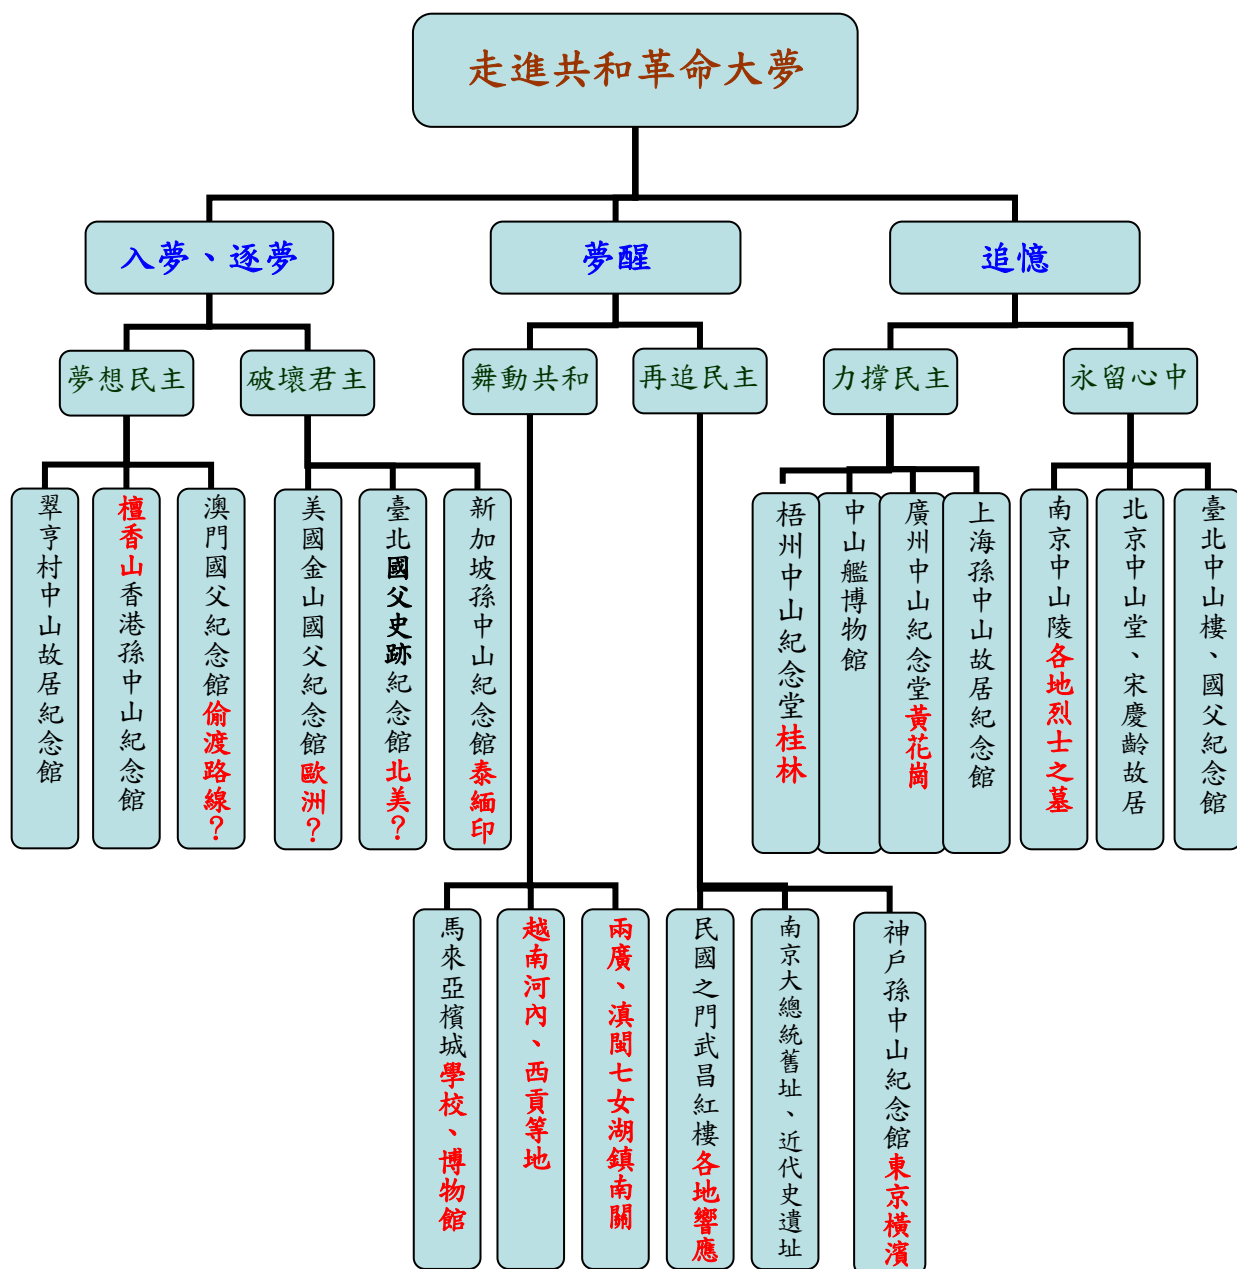 走進共和革命大夢
入夢、逐夢
夢醒
追憶
夢想民主
破壞君主
舞動共和
再追民主
力撐民主
永留心中
翠亨村中山故居紀念館
檀香山香港孫中山紀念館
澳門國父紀念館偷渡路線？
美國金山國父紀念館歐洲？
臺北國父史跡紀念館北美？
新加坡孫中山紀念館泰緬印
梧州中山紀念堂桂林
中山艦博物館
廣州中山紀念堂黃花崗
上海孫中山故居紀念館
南京中山陵各地烈士之墓
北京中山堂、宋慶齡故居
臺北中山樓、國父紀念館
馬來亞檳城學校、博物館
越南河內、西貢等地
兩廣、滇閩七女湖鎮南關
民國之門武昌紅樓各地響應
南京大總統舊址、近代史遺址
神戶孫中山紀念館東京橫濱